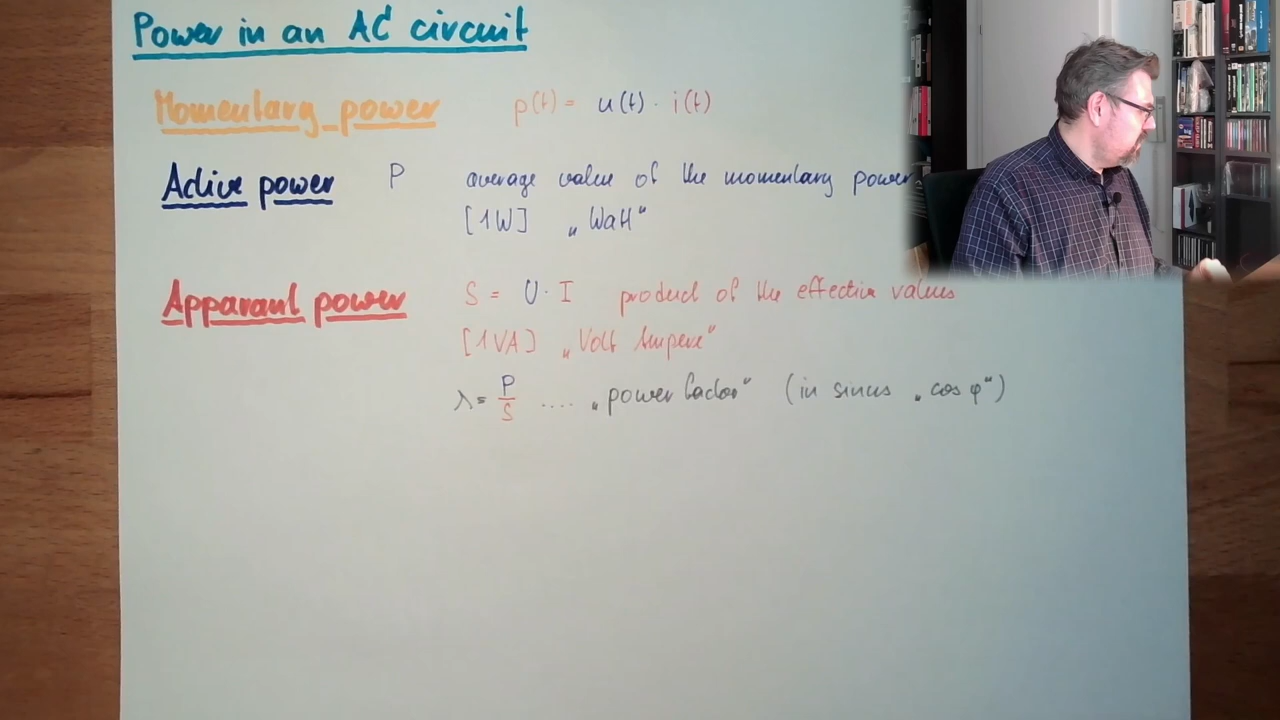 Power in an AC circuit
Momentary power p(t) = u(t) · i(t)
Active power P average value of the momentary power
[1W] „Watt“
Apparant power S = U · I product of the effective values
[1VA] „Volt Ampere“
λ = P/S .... „power factor“ (in sinus „cos φ“)